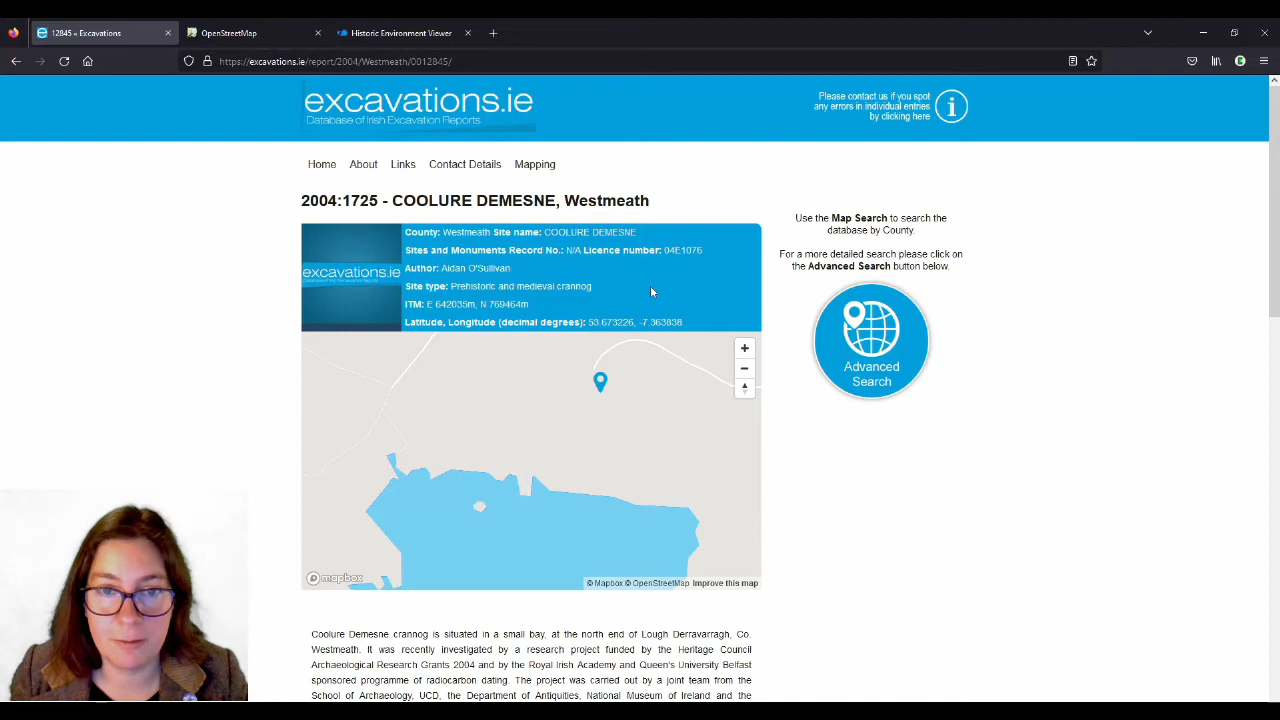 12845 « Excavations
OpenStreetMap
Historic Environment Viewer
https://excavations.ie/report/2004/Westmeath/0012845/
excavations.ie
Database of Irish Excavation Reports
Please contact us if you spot
any errors in individual entries
by clicking here
i
Home About Links Contact Details Mapping
2004:1725 - COOLURE DEMESNE, Westmeath
excavations.ie
County: Westmeath Site name: COOLURE DEMESNE
Sites and Monuments Record No.: N/A Licence number: 04E1076
Author: Aidan O'Sullivan
Site type: Prehistoric and medieval crannog
ITM: E 642035m, N 769464m
Latitude, Longitude (decimal degrees): 53.673226, -7.363838
Use the Map Search to search the
database by County.
For a more detailed search please click on
the Advanced Search button below.
Advanced
Search
mapbox
© Mapbox © OpenStreetMap Improve this map
Coolure Demesne crannog is situated in a small bay, at the north end of Lough Derravarragh, Co.
Westmeath. It was recently investigated by a research project funded by the Heritage Council
Archaeological Research Grants 2004 and by the Royal Irish Academy and Queen's University Belfast
sponsored programme of radiocarbon dating. The project was carried out by a joint team from the
School of Archaeology, UCD, the Department of Antiquities, National Museum of Ireland and the